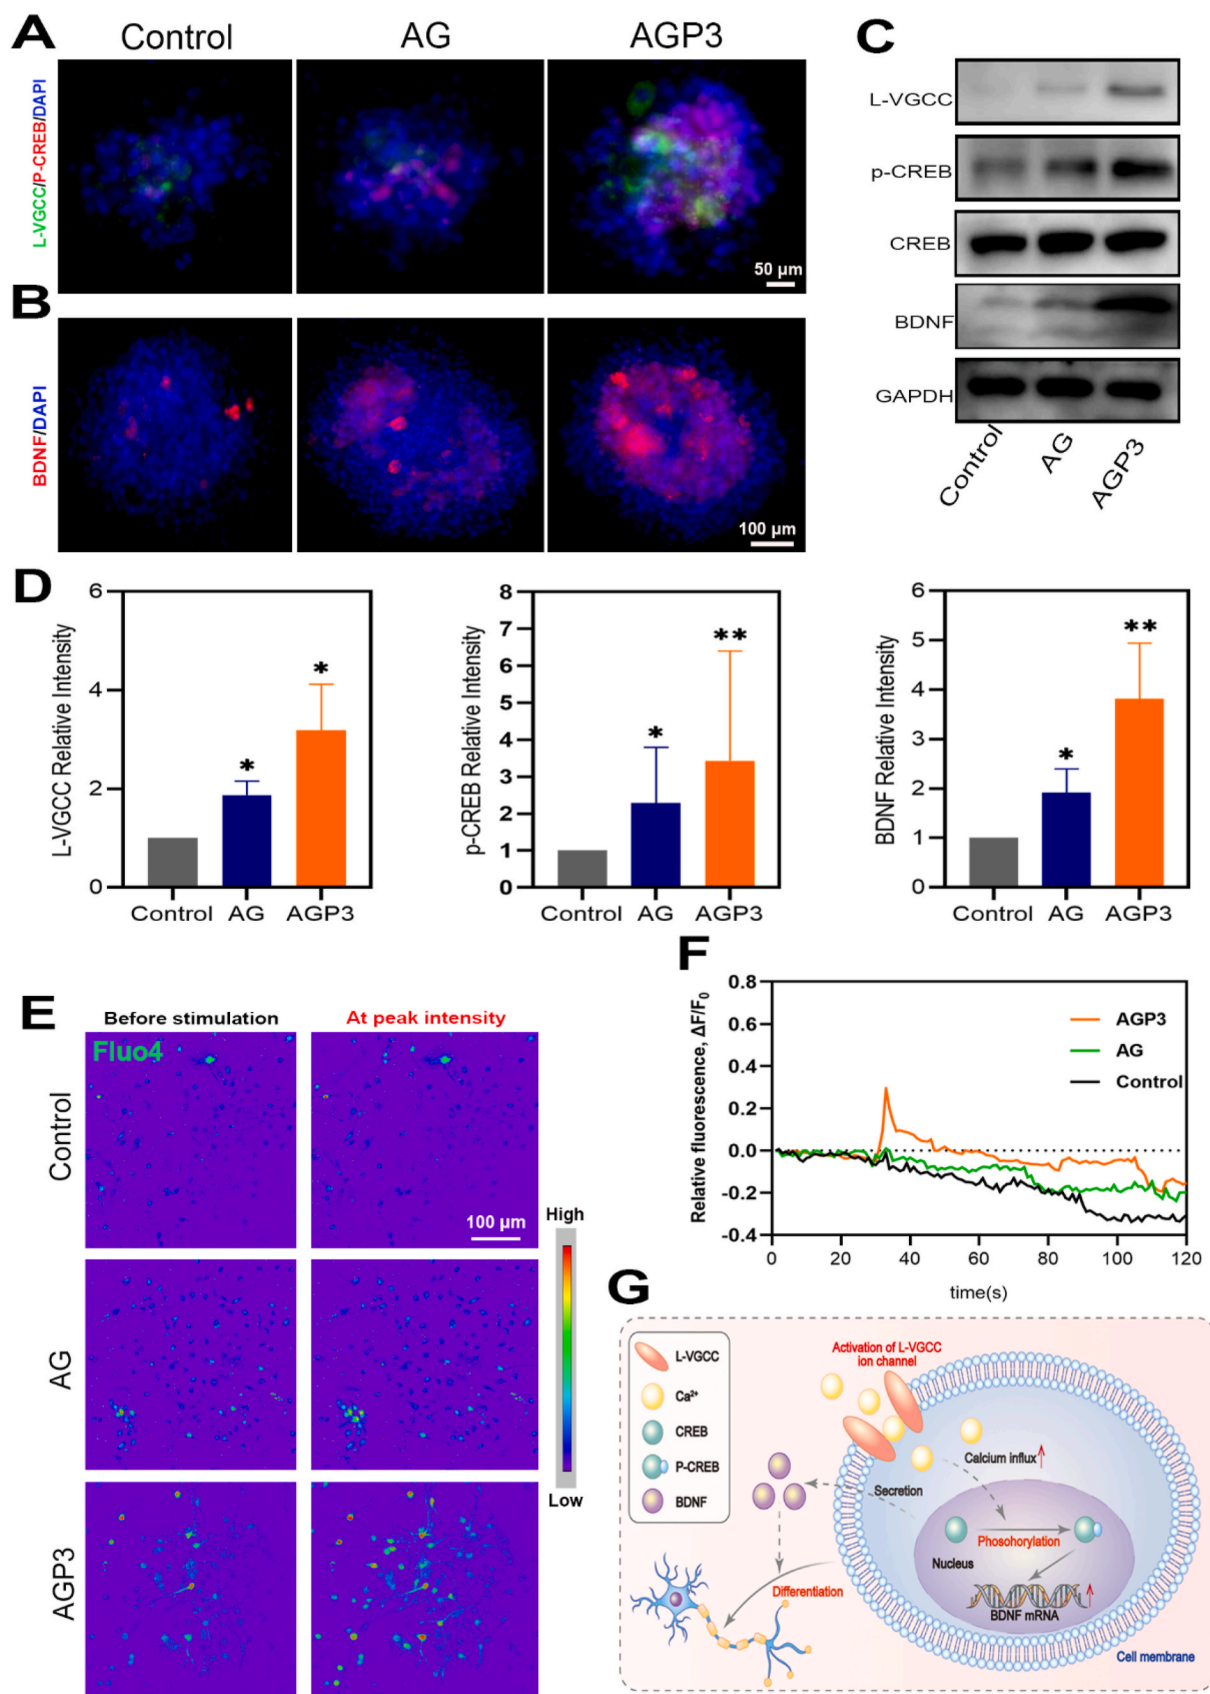 A
Control
AG
AGP3
L-VGCC/P-CREB/DAPI
50 µm
B
BDNF/DAPI
100 µm
C
L-VGCC
p-CREB
CREB
BDNF
GAPDH
Control
AG
AGP3
D
L-VGCC Relative Intensity
6
4
2
0
*
*
Control
AG
AGP3
p-CREB Relative Intensity
8
7
6
5
4
3
2
1
0
*
**
Control
AG
AGP3
BDNF Relative Intensity
6
5
4
3
2
1
0
*
**
Control
AG
AGP3
E
Before stimulation
At peak intensity
Fluo4
Control
100 µm
AG
AGP3
High
Low
F
Relative fluorescence, ΔF/F0
0.8
0.6
0.4
0.2
0.0
-0.2
-0.4
AGP3
AG
Control
0
20
40
60
80
100
120
time(s)
G
L-VGCC
Ca²⁺
CREB
P-CREB
BDNF
Activation of L-VGCC
ion channel
Calcium influx
Secretion
Phosohorylation
Nucleus
BDNF mRNA
Differentiation
Cell membrane